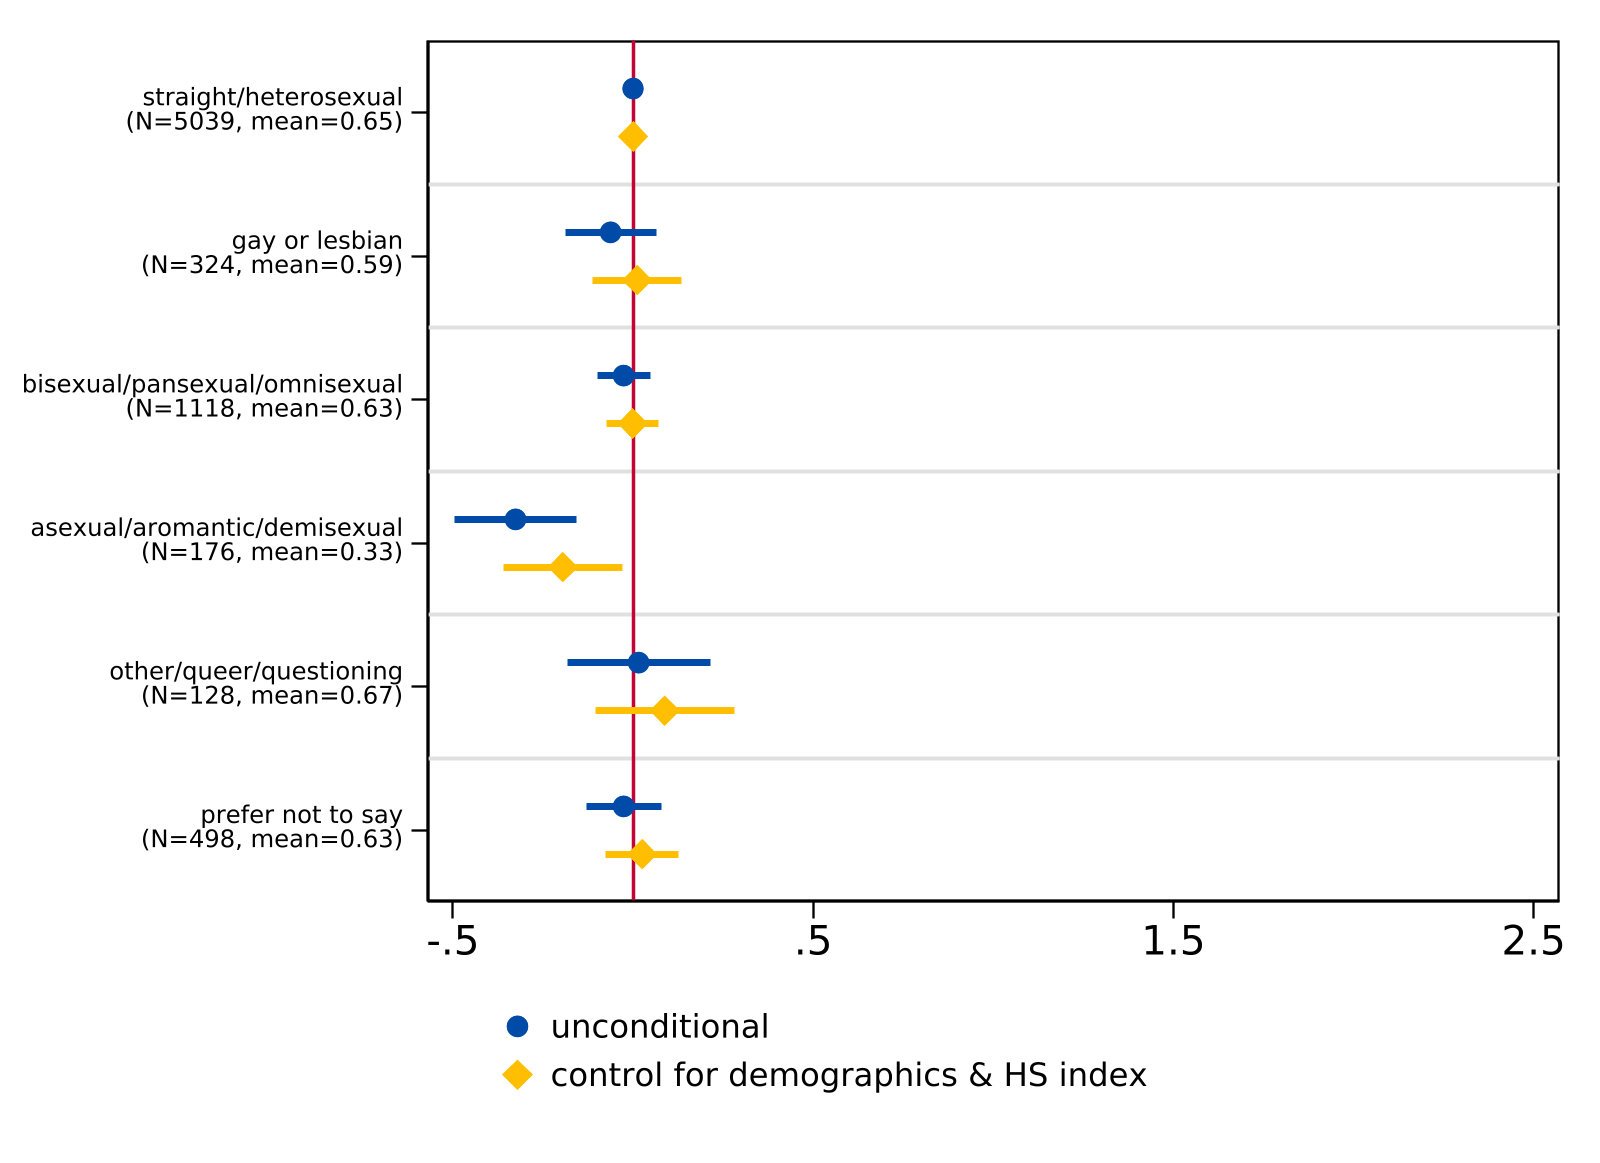 straight/heterosexual
(N=5039, mean=0.65)
gay or lesbian
(N=324, mean=0.59)
bisexual/pansexual/omnisexual
(N=1118, mean=0.63)
asexual/aromantic/demisexual
(N=176, mean=0.33)
other/queer/questioning
(N=128, mean=0.67)
prefer not to say
(N=498, mean=0.63)
-.5 .5 1.5 2.5
unconditional
control for demographics & HS index